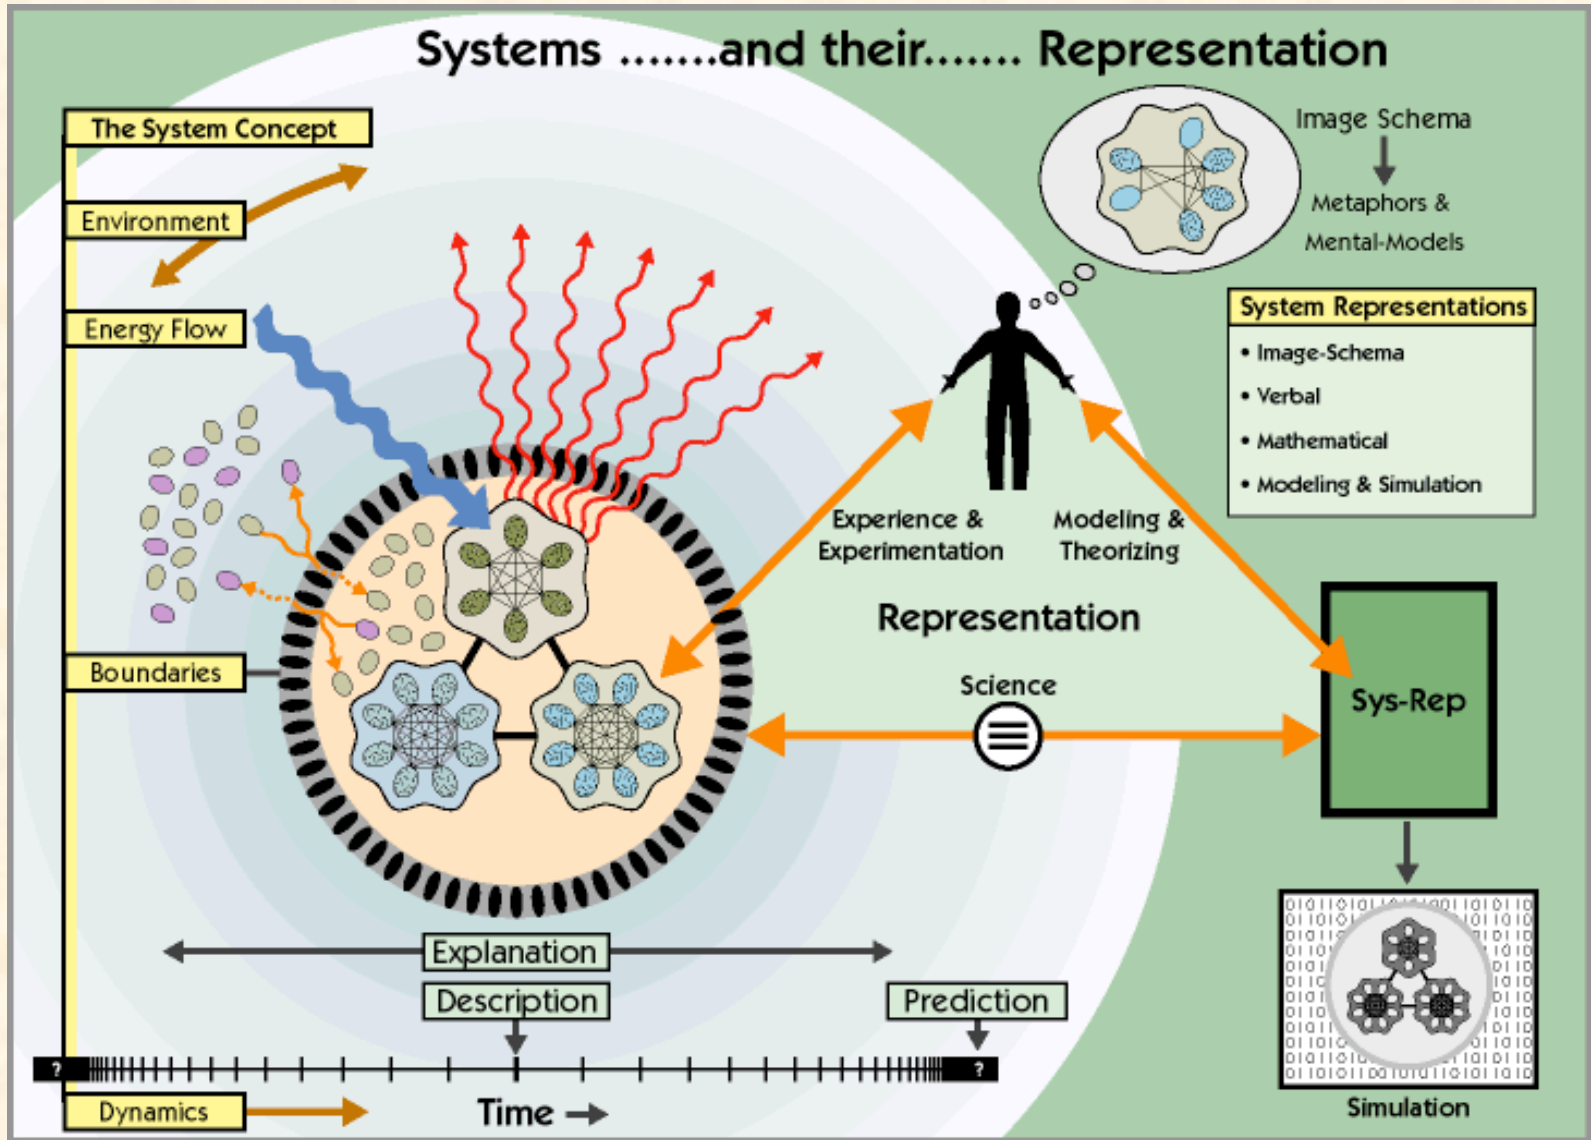 Systems .......and their....... Representation
The System Concept
Environment
Energy Flow
Boundaries
Image Schema
Metaphors &
Mental-Models
System Representations
• Image-Schema
• Verbal
• Mathematical
• Modeling & Simulation
Experience &
Experimentation
Modeling &
Theorizing
Representation
Science
Sys-Rep
Explanation
Description
Prediction
?
?
Dynamics
Time
Simulation